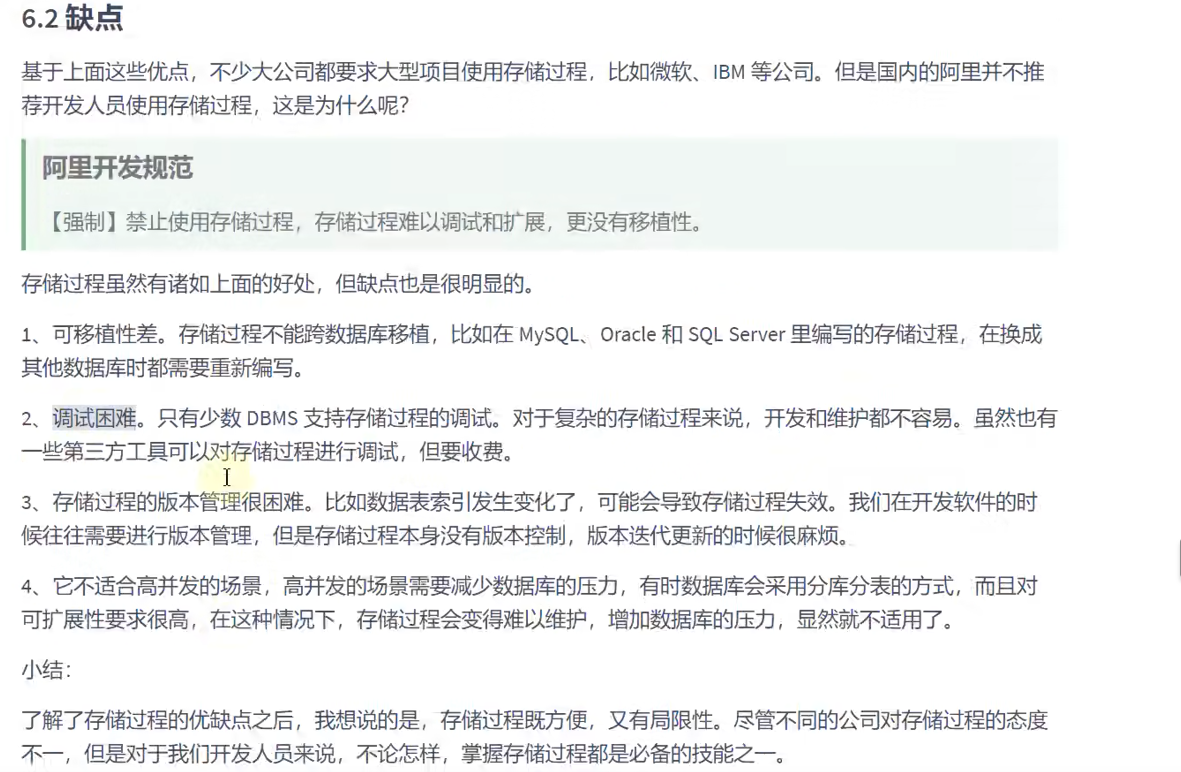 6.2 缺点
基于上面这些优点，不少大公司都要求大型项目使用存储过程，比如微软、IBM 等公司。但是国内的阿里并不推
荐开发人员使用存储过程，这是为什么呢？
阿里开发规范
【强制】禁止使用存储过程，存储过程难以调试和扩展，更没有移植性。
存储过程虽然有诸如上面的好处，但缺点也是很明显的。
1、可移植性差。存储过程不能跨数据库移植，比如在 MySQL、Oracle 和 SQL Server 里编写的存储过程，在换成
其他数据库时都需要重新编写。
2、调试困难。只有少数 DBMS 支持存储过程的调试。对于复杂的存储过程来说，开发和维护都不容易。虽然也有
一些第三方工具可以对存储过程进行调试，但要收费。
3、存储过程的版本管理很困难。比如数据表索引发生变化了，可能会导致存储过程失效。我们在开发软件的时
候往往需要进行版本管理，但是存储过程本身没有版本控制，版本迭代更新的时候很麻烦。
4、它不适合高并发的场景，高并发的场景需要减少数据库的压力，有时数据库会采用分库分表的方式，而且对
可扩展性要求很高，在这种情况下，存储过程会变得难以维护，增加数据库的压力，显然就不适用了。
小结：
了解了存储过程的优缺点之后，我想说的是，存储过程既方便，又有局限性。尽管不同的公司对存储过程的态度
不一，但是对于我们开发人员来说，不论怎样，掌握存储过程都是必备的技能之一。